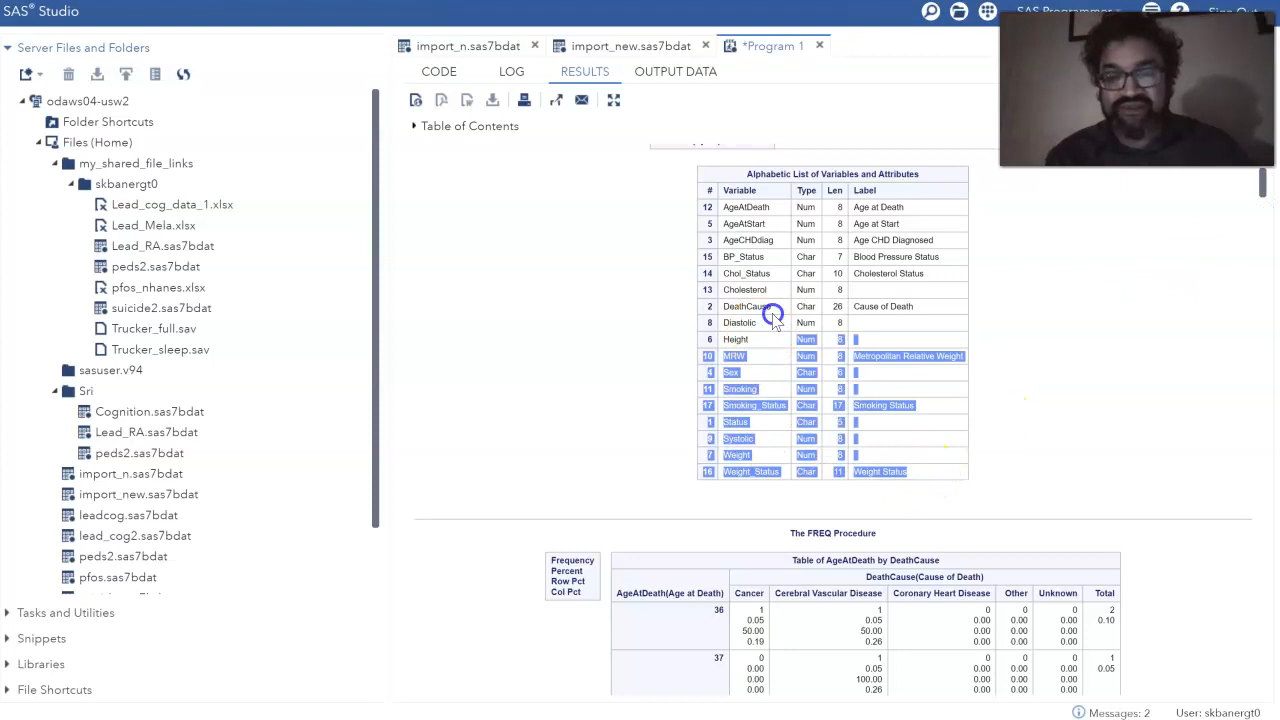 SAS® Studio
SAS Programmer
Sign Out
Server Files and Folders
odaws04-usw2
Folder Shortcuts
Files (Home)
my_shared_file_links
skbanergt0
Lead_cog_data_1.xlsx
Lead_Mela.xlsx
Lead_RA.sas7bdat
peds2.sas7bdat
pfos_nhanes.xlsx
suicide2.sas7bdat
Trucker_full.sav
Trucker_sleep.sav
sasuser.v94
Sri
Cognition.sas7bdat
Lead_RA.sas7bdat
peds2.sas7bdat
import_n.sas7bdat
import_new.sas7bdat
leadcog.sas7bdat
lead_cog2.sas7bdat
peds2.sas7bdat
pfos.sas7bdat
Tasks and Utilities
Snippets
Libraries
File Shortcuts
import_n.sas7bdat import_new.sas7bdat *Program 1
CODE LOG RESULTS OUTPUT DATA
Table of Contents
Alphabetic List of Variables and Attributes
# Variable Type Len Label
12 AgeAtDeath Num 8 Age at Death
5 AgeAtStart Num 8 Age at Start
3 AgeCHDdiag Num 8 Age CHD Diagnosed
15 BP_Status Char 7 Blood Pressure Status
14 Chol_Status Char 10 Cholesterol Status
13 Cholesterol Num 8
2 DeathCause Char 26 Cause of Death
8 Diastolic Num 8
6 Height Num 8
10 MRW Num 8 Metropolitan Relative Weight
4 Sex Char 6
11 Smoking Num 8
17 Smoking_Status Char 17 Smoking Status
1 Status Char 5
9 Systolic Num 8
7 Weight Num 8
16 Weight_Status Char 11 Weight Status
The FREQ Procedure
Frequency
Percent
Row Pct
Col Pct
Table of AgeAtDeath by DeathCause
DeathCause(Cause of Death)
AgeAtDeath(Age at Death) Cancer Cerebral Vascular Disease Coronary Heart Disease Other Unknown Total
36 1 1 0 0 0 2
0.05 0.05 0.00 0.00 0.00 0.10
50.00 50.00 0.00 0.00 0.00
0.19 0.26 0.00 0.00 0.00
37 0 1 0 0 0 1
0.00 0.05 0.00 0.00 0.00 0.05
0.00 100.00 0.00 0.00 0.00
0.00 0.26 0.00 0.00 0.00
Messages: 2 User: skbanergt0